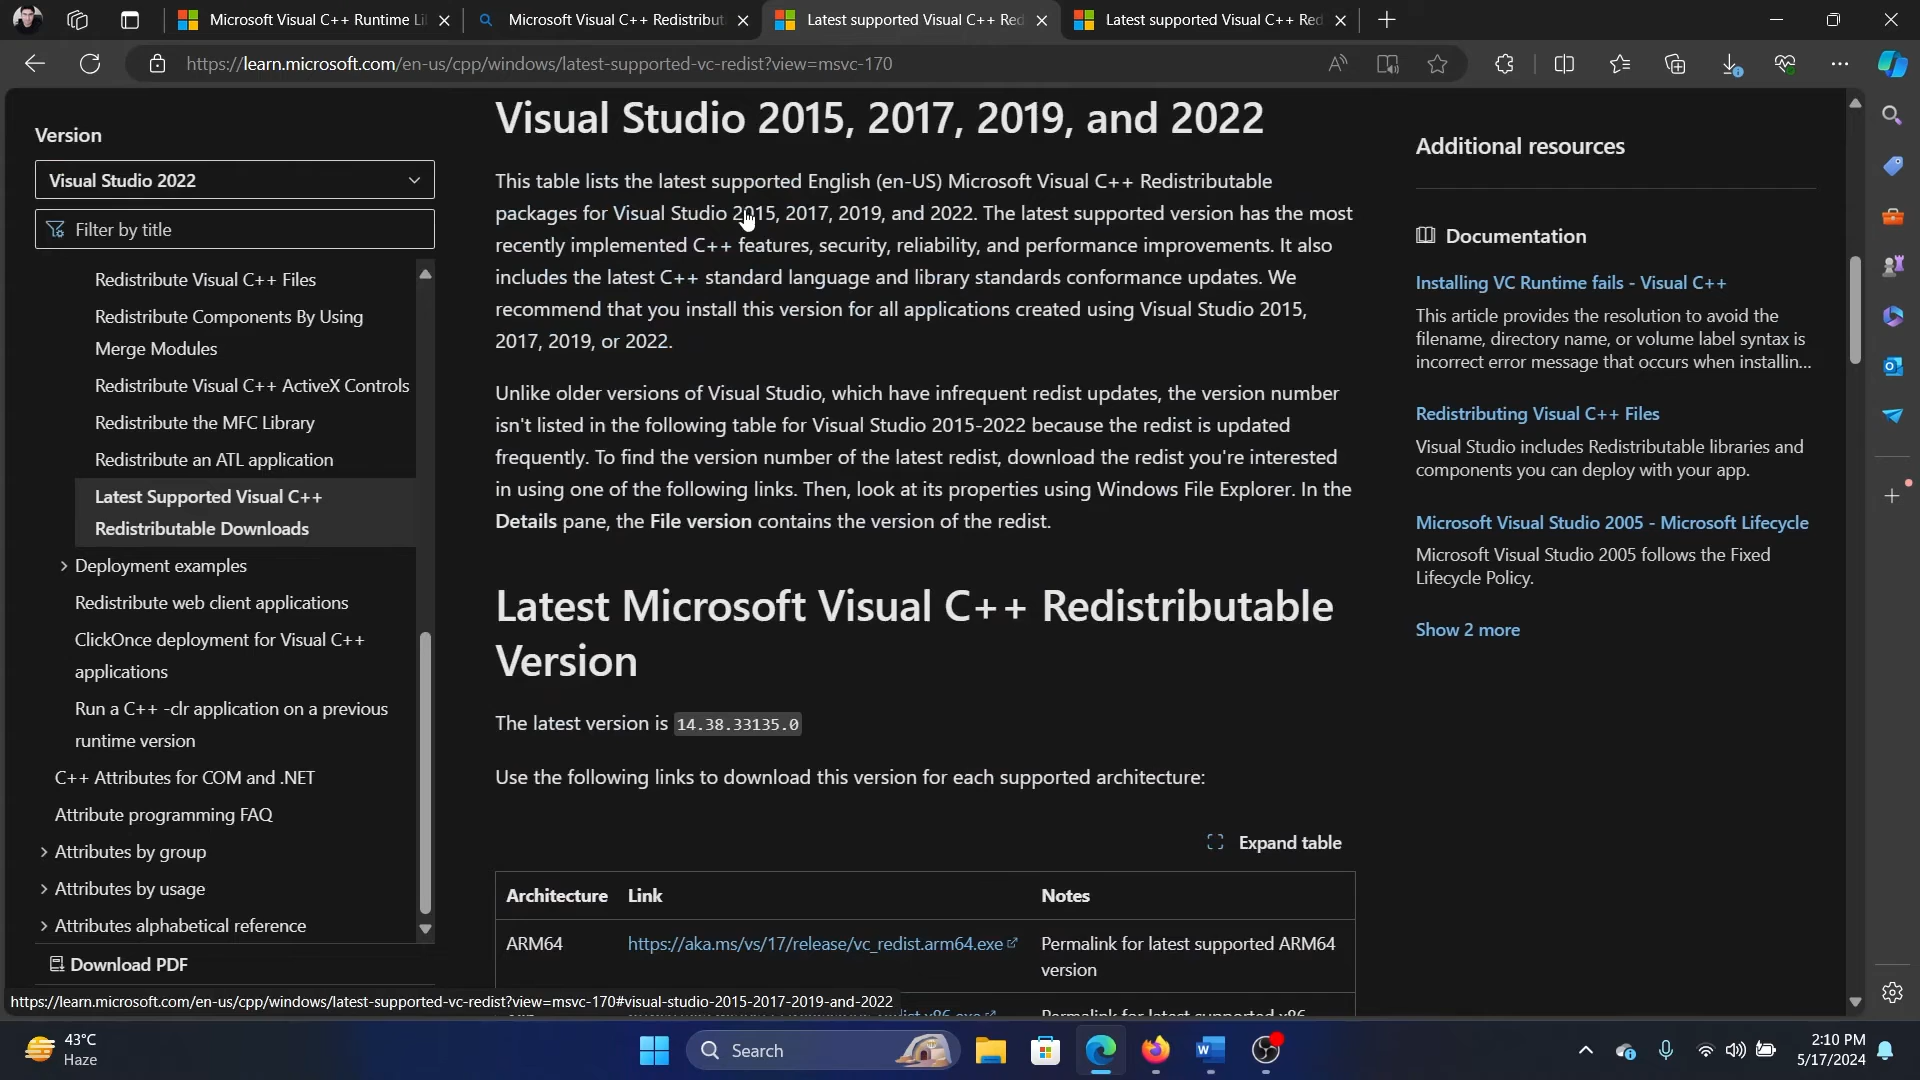 Microsoft Visual C++ Runtime Li
Microsoft Visual C++ Redistribut
Latest supported Visual C++ Red
Latest supported Visual C++ Red
https://learn.microsoft.com/en-us/cpp/windows/latest-supported-vc-redist?view=msvc-170
Version
Visual Studio 2022
Filter by title
Redistribute Visual C++ Files
Redistribute Components By Using
Merge Modules
Redistribute Visual C++ ActiveX Controls
Redistribute the MFC Library
Redistribute an ATL application
Latest Supported Visual C++
Redistributable Downloads
Deployment examples
Redistribute web client applications
ClickOnce deployment for Visual C++
applications
Run a C++ -clr application on a previous
runtime version
C++ Attributes for COM and .NET
Attribute programming FAQ
Attributes by group
Attributes by usage
Attributes alphabetical reference
Download PDF
Visual Studio 2015, 2017, 2019, and 2022
This table lists the latest supported English (en-US) Microsoft Visual C++ Redistributable
packages for Visual Studio 2015, 2017, 2019, and 2022. The latest supported version has the most
recently implemented C++ features, security, reliability, and performance improvements. It also
includes the latest C++ standard language and library standards conformance updates. We
recommend that you install this version for all applications created using Visual Studio 2015,
2017, 2019, or 2022.
Unlike older versions of Visual Studio, which have infrequent redist updates, the version number
isn't listed in the following table for Visual Studio 2015-2022 because the redist is updated
frequently. To find the version number of the latest redist, download the redist you're interested
in using one of the following links. Then, look at its properties using Windows File Explorer. In the
Details pane, the File version contains the version of the redist.
Latest Microsoft Visual C++ Redistributable
Version
The latest version is 14.38.33135.0
Use the following links to download this version for each supported architecture:
Expand table
Architecture Link Notes
ARM64 https://aka.ms/vs/17/release/vc_redist.arm64.exe Permalink for latest supported ARM64
version
Permalink for latest supported x86
Additional resources
Documentation
Installing VC Runtime fails - Visual C++
This article provides the resolution to avoid the
filename, directory name, or volume label syntax is
incorrect error message that occurs when installin...
Redistributing Visual C++ Files
Visual Studio includes Redistributable libraries and
components you can deploy with your app.
Microsoft Visual Studio 2005 - Microsoft Lifecycle
Microsoft Visual Studio 2005 follows the Fixed
Lifecycle Policy.
Show 2 more
https://learn.microsoft.com/en-us/cpp/windows/latest-supported-vc-redist?view=msvc-170#visual-studio-2015-2017-2019-and-2022
43°C
Haze
Search
2:10 PM
5/17/2024